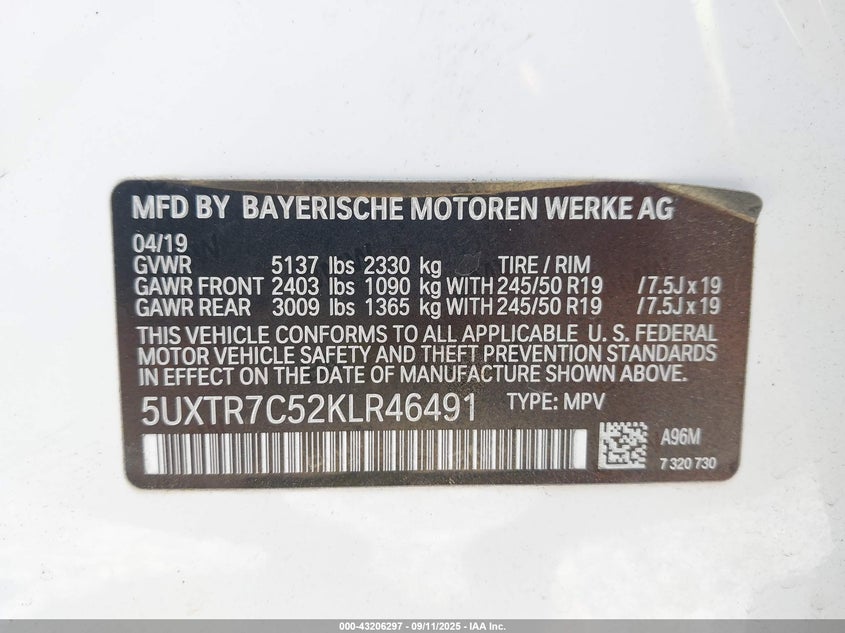 MFD BY BAYERISCHE MOTOREN WERKE AG
04/19
GVWR 5137 lbs 2330 kg TIRE / RIM
GAWR FRONT 2403 lbs 1090 kg WITH 245/50 R19 /7.5J x 19
GAWR REAR 3009 lbs 1365 kg WITH 245/50 R19 /7.5J x 19
THIS VEHICLE CONFORMS TO ALL APPLICABLE U. S. FEDERAL
MOTOR VEHICLE SAFETY AND THEFT PREVENTION STANDARDS
IN EFFECT ON THE DATE OF MANUFACTURE SHOWN ABOVE.
5UXTR7C52KLR46491 TYPE: MPV
A96M
7 320 730
000-43206297 - 09/11/2025 - IAA Inc.